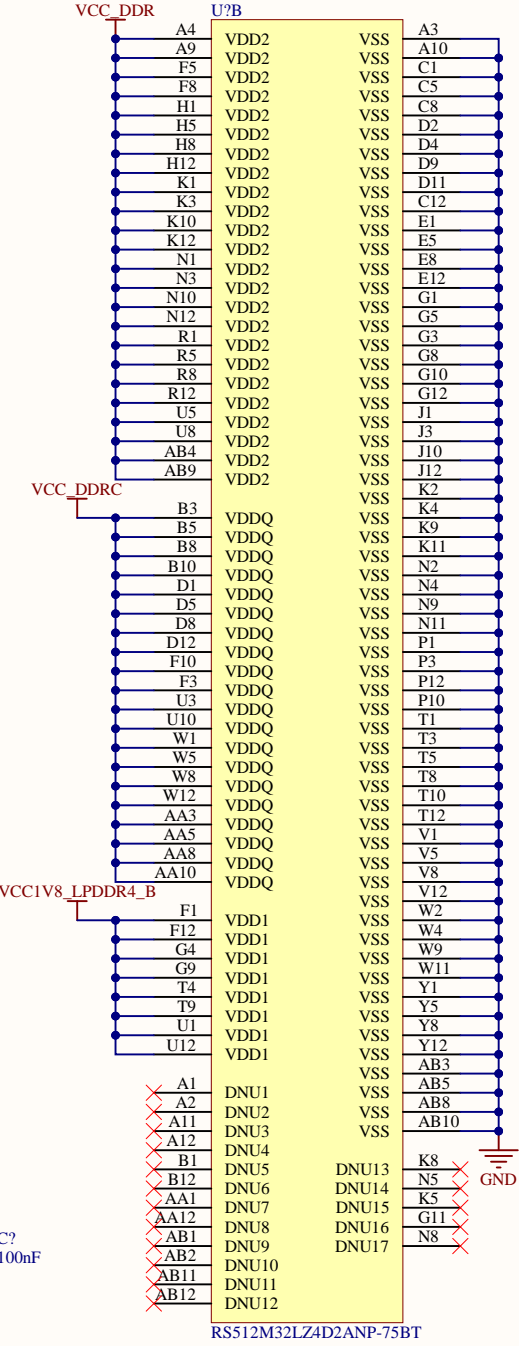 VCC_DDR
U?B
A4 VDD2 VSS A3
A9 VDD2 VSS A10
F5 VDD2 VSS C1
F8 VDD2 VSS C5
H1 VDD2 VSS C8
H5 VDD2 VSS D2
H8 VDD2 VSS D4
H12 VDD2 VSS D9
K1 VDD2 VSS D11
K3 VDD2 VSS C12
K10 VDD2 VSS E1
K12 VDD2 VSS E5
N1 VDD2 VSS E8
N3 VDD2 VSS E12
N10 VDD2 VSS G1
N12 VDD2 VSS G5
R1 VDD2 VSS G3
R5 VDD2 VSS G8
R8 VDD2 VSS G10
R12 VDD2 VSS G12
U5 VDD2 VSS J1
U8 VDD2 VSS J3
AB4 VDD2 VSS J10
AB9 VDD2 VSS J12
VCC_DDRC
VSS K2
B3 VDDQ VSS K4
B5 VDDQ VSS K9
B8 VDDQ VSS K11
B10 VDDQ VSS N2
D1 VDDQ VSS N4
D5 VDDQ VSS N9
D8 VDDQ VSS N11
D12 VDDQ VSS P1
F10 VDDQ VSS P3
F3 VDDQ VSS P12
U3 VDDQ VSS P10
U10 VDDQ VSS T1
W1 VDDQ VSS T3
W5 VDDQ VSS T5
W8 VDDQ VSS T8
W12 VDDQ VSS T10
AA3 VDDQ VSS T12
AA5 VDDQ VSS V1
AA8 VDDQ VSS V5
AA10 VDDQ VSS V8
VCC1V8_LPDDR4_B
VSS V12
F1 VDD1 VSS W2
F12 VDD1 VSS W4
G4 VDD1 VSS W9
G9 VDD1 VSS W11
T4 VDD1 VSS Y1
T9 VDD1 VSS Y5
U1 VDD1 VSS Y8
U12 VDD1 VSS Y12
VSS AB3
A1 DNU1 VSS AB5
A2 DNU2 VSS AB8
A11 DNU3 VSS AB10
A12 DNU4
GND
B1 DNU5 DNU13 K8
B12 DNU6 DNU14 N5
AA1 DNU7 DNU15 K5
AA12 DNU8 DNU16 G11
AB1 DNU9 DNU17 N8
AB2 DNU10
AB11 DNU11
AB12 DNU12
C?
100nF
RS512M32LZ4D2ANP-75BT